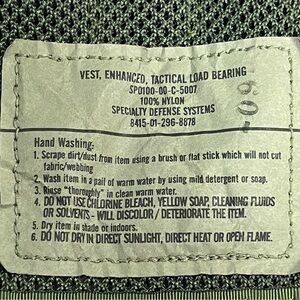 VEST, ENHANCED, TACTICAL LOAD BEARING
SPO100-00-C-5007
100% NYLON
SPECIALTY DEFENSE SYSTEMS
8415-01-296-8878
Hand Washing:
1. Scrape dirt/dust from item using a brush or flat stick which will not cut
fabric/webbing
2. Wash item in a pail of warm water by using mild detergent or soap.
3. Rinse "thoroughly" in clean warm water.
4. DO NOT USE CHLORINE BLEACH, YELLOW SOAP, CLEANING FLUIDS
OR SOLVENTS - WILL DISCOLOR / DETERIORATE THE ITEM.
5. Dry item in shade or indoors.
6. DO NOT DRY IN DIRECT SUNLIGHT, DIRECT HEAT OR OPEN FLAME.